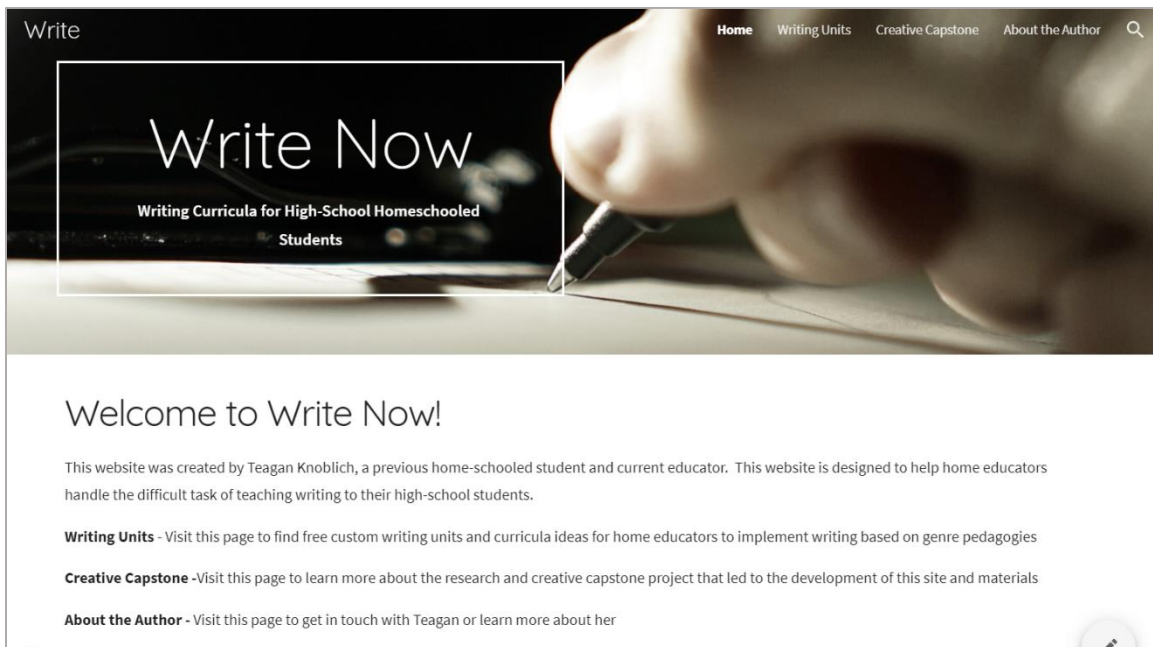 Write
Home Writing Units Creative Capstone About the Author
Write Now
Writing Curricula for High-School Homeschooled
Students
Welcome to Write Now!
This website was created by Teagan Knoblich, a previous home-schooled student and current educator.  This website is designed to help home educators
handle the difficult task of teaching writing to their high-school students.
Writing Units - Visit this page to find free custom writing units and curricula ideas for home educators to implement writing based on genre pedagogies
Creative Capstone -Visit this page to learn more about the research and creative capstone project that led to the development of this site and materials
About the Author - Visit this page to get in touch with Teagan or learn more about her